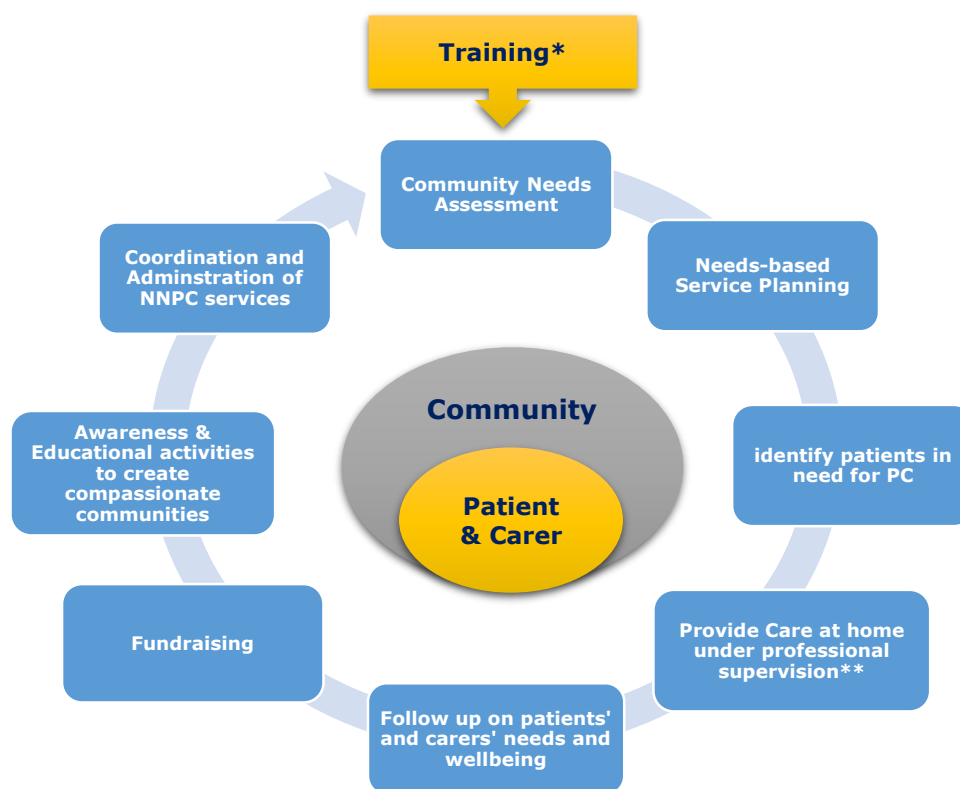 Training*
Community Needs
Assessment
Needs-based
Service Planning
identify patients in
need for PC
Provide Care at home
under professional
supervision**
Follow up on patients'
and carers' needs and
wellbeing
Fundraising
Awareness &
Educational activities
to create
compassionate
communities
Coordination and
Adminstration of
NNPC services
Community
Patient
& Carer